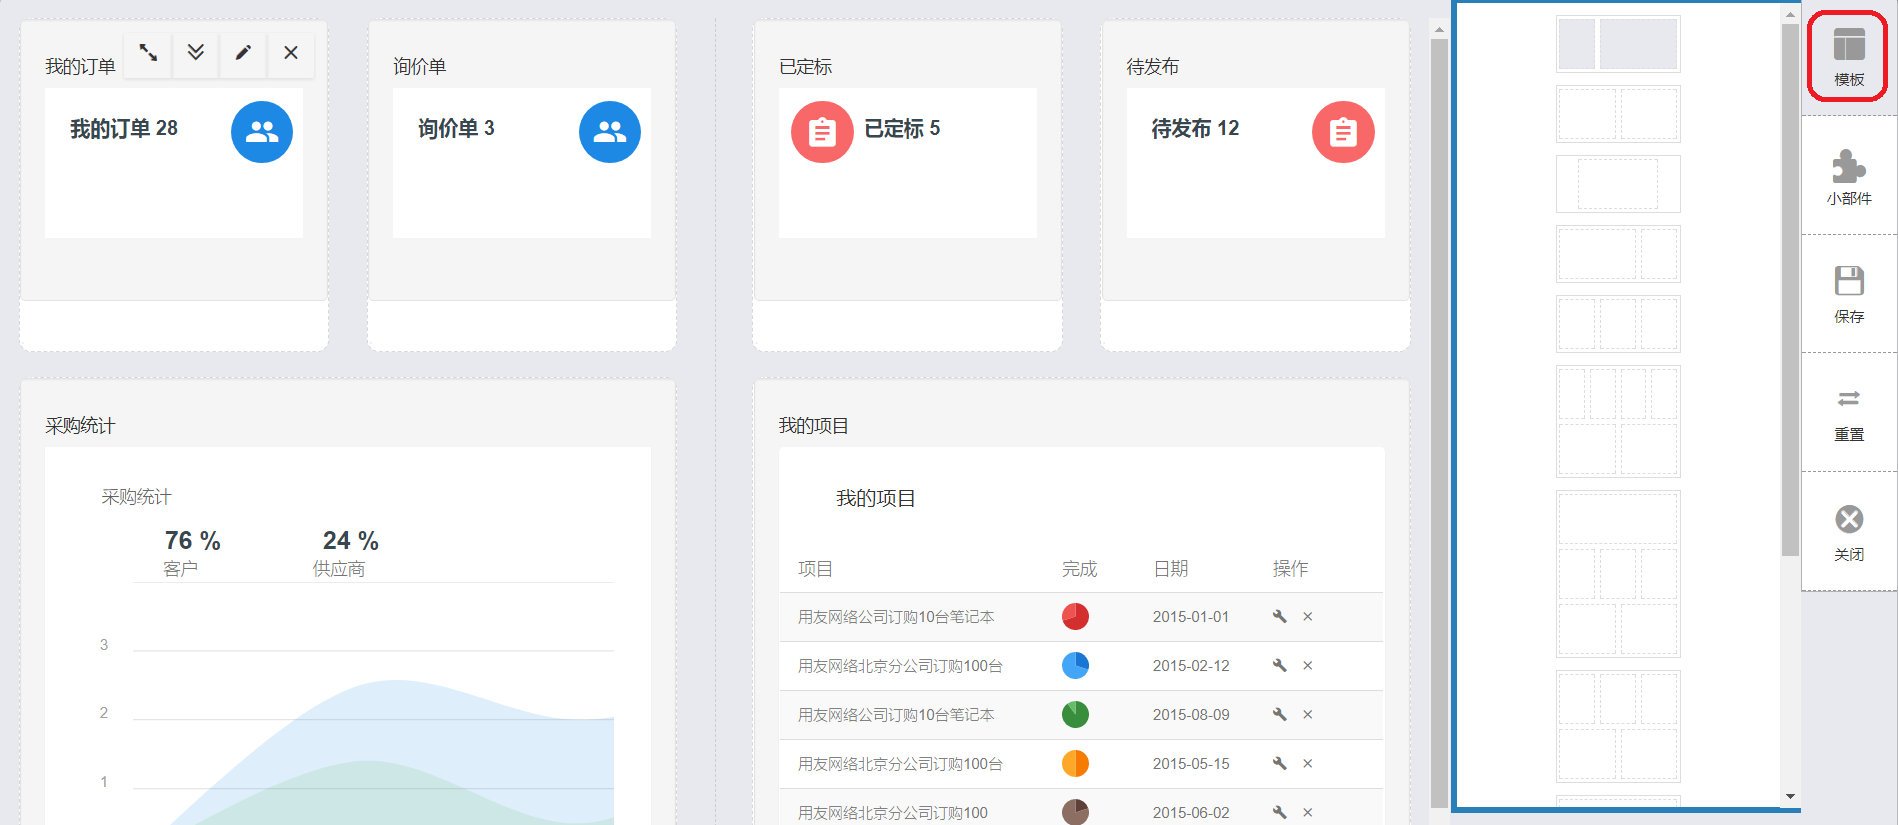 我的订单
我的订单 28
询价单
询价单 3
已定标
已定标 5
待发布
待发布 12
采购统计
采购统计
76 %
24 %
客户
供应商
3
2
1
我的项目
我的项目
项目 完成 日期 操作
用友网络公司订购10台笔记本 2015-01-01
用友网络北京分公司订购100台 2015-02-12
用友网络公司订购10台笔记本 2015-08-09
用友网络北京分公司订购100台 2015-05-15
用友网络北京分公司订购100 2015-06-02
模板
小部件
保存
重置
关闭